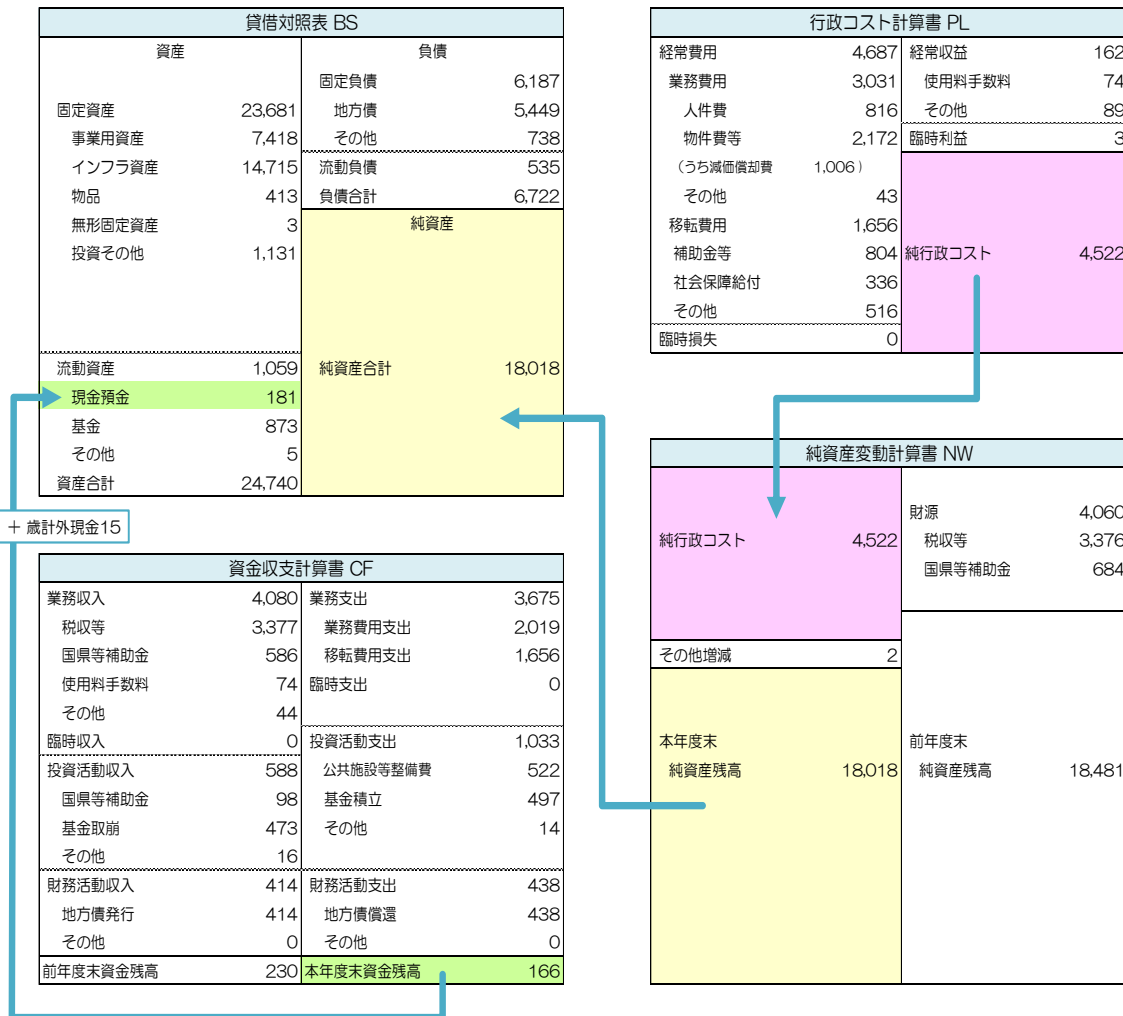 貸借対照表 BS
資産 負債
固定負債 6,187
固定資産 23,681 地方債 5,449
事業用資産 7,418 その他 738
インフラ資産 14,715 流動負債 535
物品 413 負債合計 6,722
無形固定資産 3 純資産
投資その他 1,131
流動資産 1,059 純資産合計 18,018
現金預金 181
基金 873
その他 5
資産合計 24,740
＋ 歳計外現金15
行政コスト計算書 PL
経常費用 4,687 経常収益 162
業務費用 3,031 使用料手数料 74
人件費 816 その他 89
物件費等 2,172 臨時利益 3
（うち減価償却費 1,006）
その他 43
移転費用 1,656
補助金等 804 純行政コスト 4,522
社会保障給付 336
その他 516
臨時損失 0
資金収支計算書 CF
業務収入 4,080 業務支出 3,675
税収等 3,377 業務費用支出 2,019
国県等補助金 586 移転費用支出 1,656
使用料手数料 74 臨時支出 0
その他 44
臨時収入 0 投資活動支出 1,033
投資活動収入 588 公共施設等整備費 522
国県等補助金 98 基金積立 497
基金取崩 473 その他 14
その他 16
財務活動収入 414 財務活動支出 438
地方債発行 414 地方債償還 438
その他 0 その他 0
前年度末資金残高 230 本年度末資金残高 166
純資産変動計算書 NW
財源 4,060
純行政コスト 4,522 税収等 3,376
国県等補助金 684
その他増減 2
本年度末 前年度末
純資産残高 18,018 純資産残高 18,481